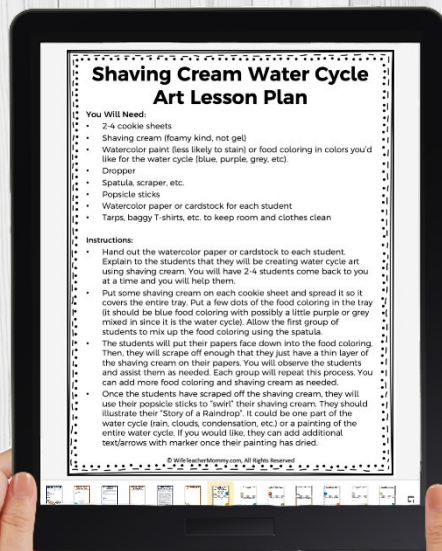 Shaving Cream Water Cycle
Art Lesson Plan
You Will Need:
• 2-4 cookie sheets
• Shaving cream (foamy kind, not gel)
• Watercolor paint (less likely to stain) or food coloring in colors you'd
like for the water cycle (blue, purple, grey, etc).
• Dropper
• Spatula, scraper, etc.
• Popsicle sticks
• Watercolor paper or cardstock for each student
• Tarps, baggy T-shirts, etc. to keep room and clothes clean
Instructions:
• Hand out the watercolor paper or cardstock to each student.
Explain to the students that they will be creating water cycle art
using shaving cream. You will have 2-4 students come back to you
at a time and you will help them.
• Put some shaving cream on each cookie sheet and spread it so it
covers the entire tray. Put a few dots of the food coloring in the tray
(it should be blue food coloring with possibly a little purple or grey
mixed in since it is the water cycle). Allow the first group of
students to mix up the food coloring using the spatula.
• The students will put their papers face down into the food coloring.
Then, they will scrape off enough that they just have a thin layer of
the shaving cream on their papers. You will observe the students
and assist them as needed. Each group will repeat this process. You
can add more food coloring and shaving cream as needed.
• Once the students have scraped off the shaving cream, they will
use their popsicle sticks to "swirl" their shaving cream. They should
illustrate their "Story of a Raindrop". It could be one part of the
water cycle (rain, clouds, condensation, etc.) or a painting of the
entire water cycle. If you would like, they can add additional
text/arrows with marker once their painting has dried.
© WifeTeacherMommy.com, All Rights Reserved